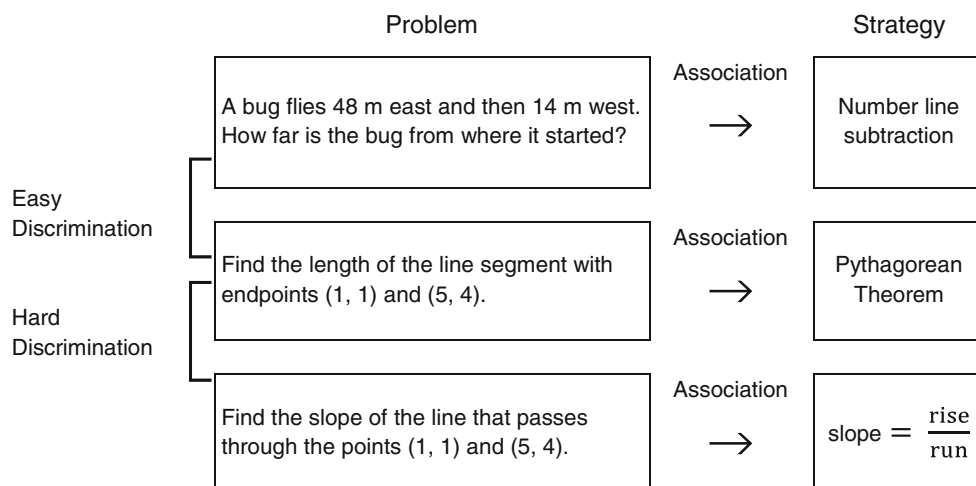 Problem
Strategy
A bug flies 48 m east and then 14 m west.
How far is the bug from where it started?
Association
→
Number line
subtraction
Easy
Discrimination
Find the length of the line segment with
endpoints (1, 1) and (5, 4).
Association
→
Pythagorean
Theorem
Hard
Discrimination
Find the slope of the line that passes
through the points (1, 1) and (5, 4).
Association
→
slope = rise
run